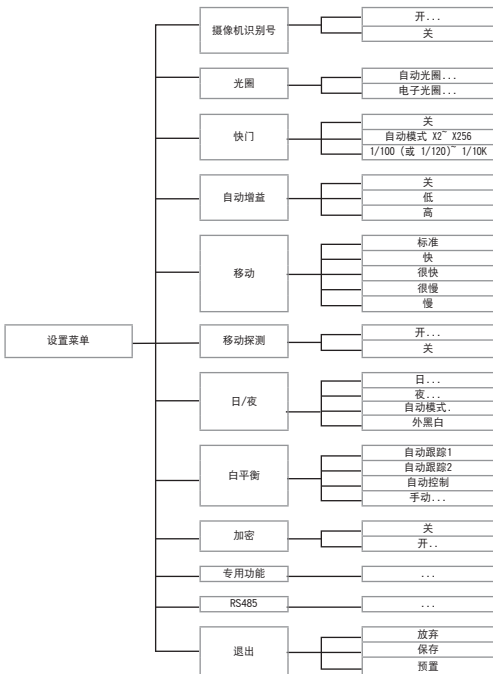 设置菜单
摄像机识别号
开...
关
光圈
自动光圈...
电子光圈...
快门
关
自动模式 X2~ X256
1/100 (或 1/120)~ 1/10K
自动增益
关
低
高
移动
标准
快
很快
很慢
慢
移动探测
开...
关
日/夜
日...
夜...
自动模式.
外黑白
白平衡
自动跟踪1
自动跟踪2
自动控制
手动...
加密
关
开..
专用功能
...
RS485
...
退出
放弃
保存
预置